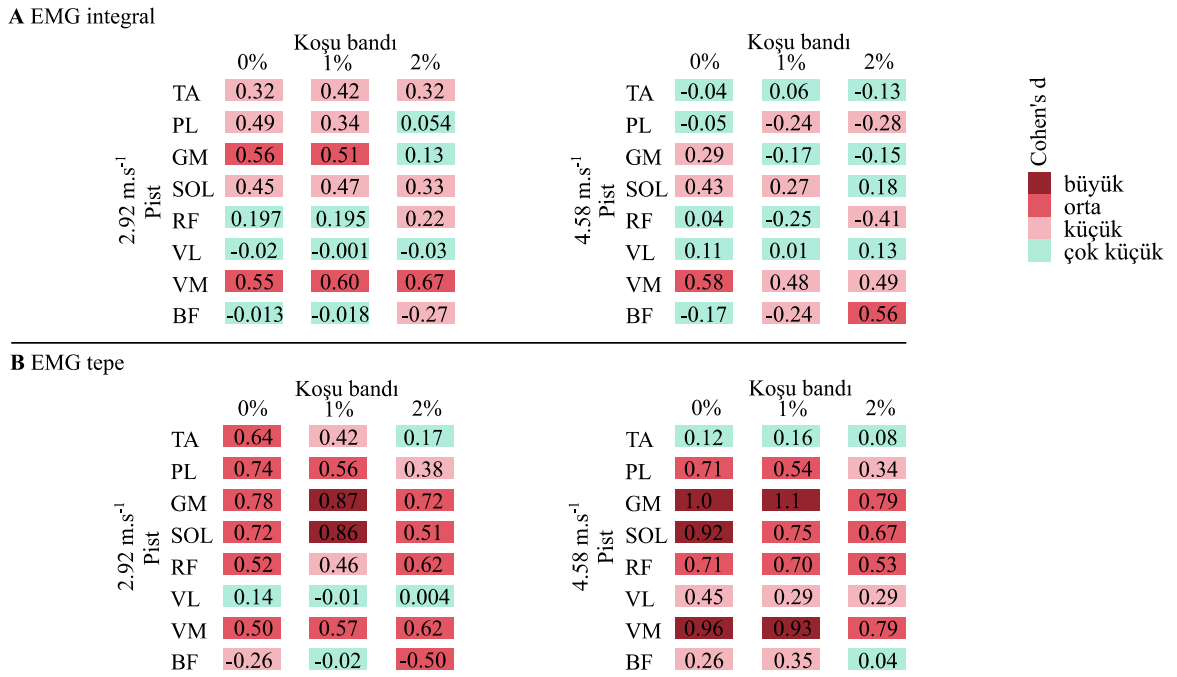 A EMG integral
Koşu bandı
0% 1% 2%
TA 0.32 0.42 0.32
PL 0.49 0.34 0.054
GM 0.56 0.51 0.13
SOL 0.45 0.47 0.33
RF 0.197 0.195 0.22
VL -0.02 -0.001 -0.03
VM 0.55 0.60 0.67
BF -0.013 -0.018 -0.27
2.92 m.s-1
Pist
0% 1% 2%
TA -0.04 0.06 -0.13
PL -0.05 -0.24 -0.28
GM 0.29 -0.17 -0.15
SOL 0.43 0.27 0.18
RF 0.04 -0.25 -0.41
VL 0.11 0.01 0.13
VM 0.58 0.48 0.49
BF -0.17 -0.24 0.56
4.58 m.s-1
Pist
Cohen's d
büyük
orta
küçük
çok küçük
B EMG tepe
Koşu bandı
0% 1% 2%
TA 0.64 0.42 0.17
PL 0.74 0.56 0.38
GM 0.78 0.87 0.72
SOL 0.72 0.86 0.51
RF 0.52 0.46 0.62
VL 0.14 -0.01 0.004
VM 0.50 0.57 0.62
BF -0.26 -0.02 -0.50
2.92 m.s-1
Pist
Koşu bandı
0% 1% 2%
TA 0.12 0.16 0.08
PL 0.71 0.54 0.34
GM 1.0 1.1 0.79
SOL 0.92 0.75 0.67
RF 0.71 0.70 0.53
VL 0.45 0.29 0.29
VM 0.96 0.93 0.79
BF 0.26 0.35 0.04
4.58 m.s-1
Pist